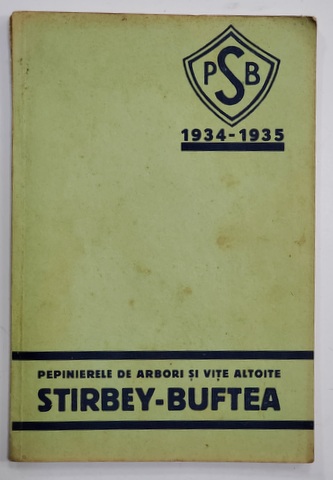 PSB
1934-1935
PEPINIERELE DE ARBORI ȘI VIȚE ALTOITE
STIRBEY-BUFTEA